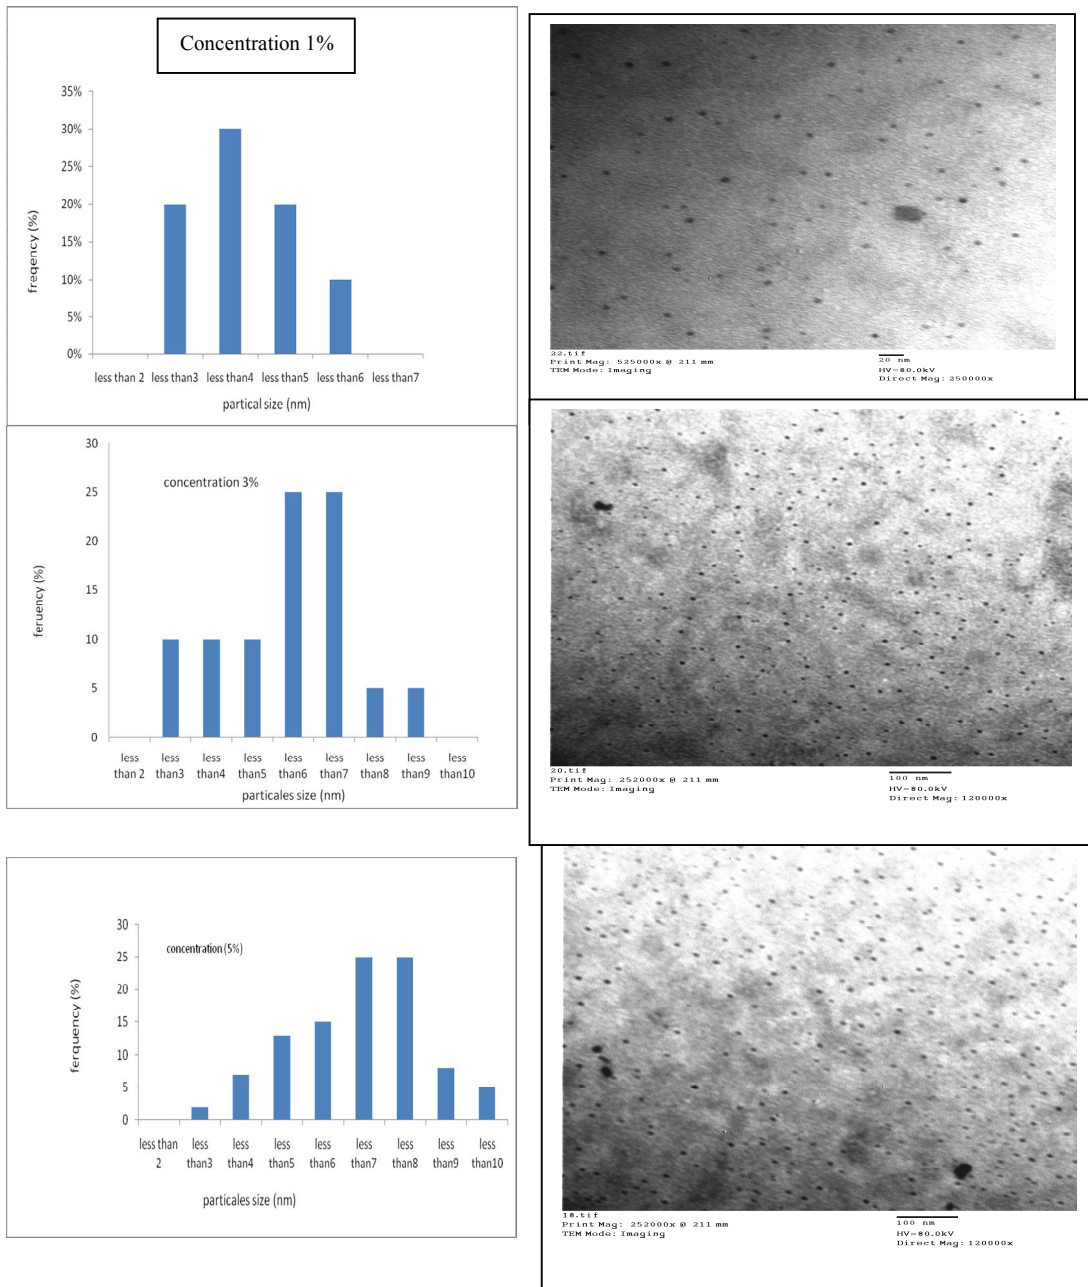 Concentration 1%
35%
30%
25%
20%
15%
10%
5%
0%
freqency (%)
less than 2 less than3 less than4 less than5 less than6 less than7
partical size (nm)
22.tif
Print Mag: 525000x @ 211 mm
TEM Mode: Imaging
20 nm
HV=80.0kV
Direct Mag: 250000x
30
25
20
15
10
5
0
concentration 3%
feruency (%)
less less less less less less less less less
than 2 than3 than4 than5 than6 than7 than8 than9 than10
particales size (nm)
20.tif
Print Mag: 252000x @ 211 mm
TEM Mode: Imaging
100 nm
HV=80.0kV
Direct Mag: 120000x
30
25
20
15
10
5
0
concentration (5%)
ferquency (%)
less than less less less less less less less less
2 than3 than4 than5 than6 than7 than8 than9 than10
particales size (nm)
18.tif
Print Mag: 252000x @ 211 mm
TEM Mode: Imaging
100 nm
HV=80.0kV
Direct Mag: 120000x